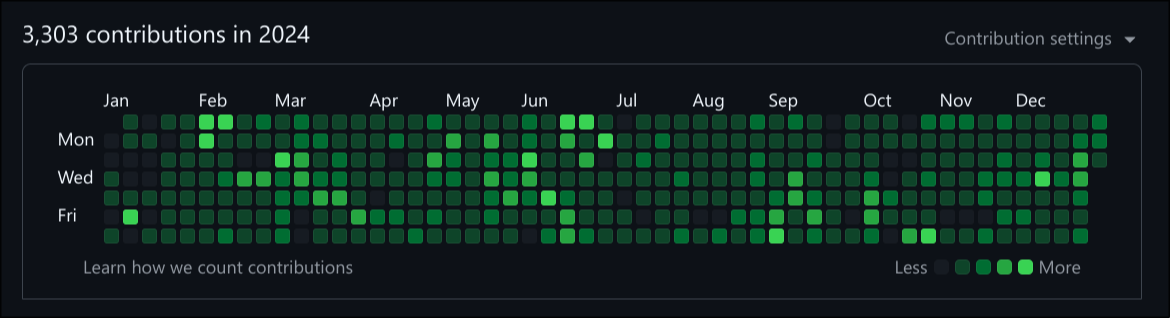 3,303 contributions in 2024
Contribution settings
Jan Feb Mar Apr May Jun Jul Aug Sep Oct Nov Dec
Mon
Wed
Fri
Learn how we count contributions
Less More